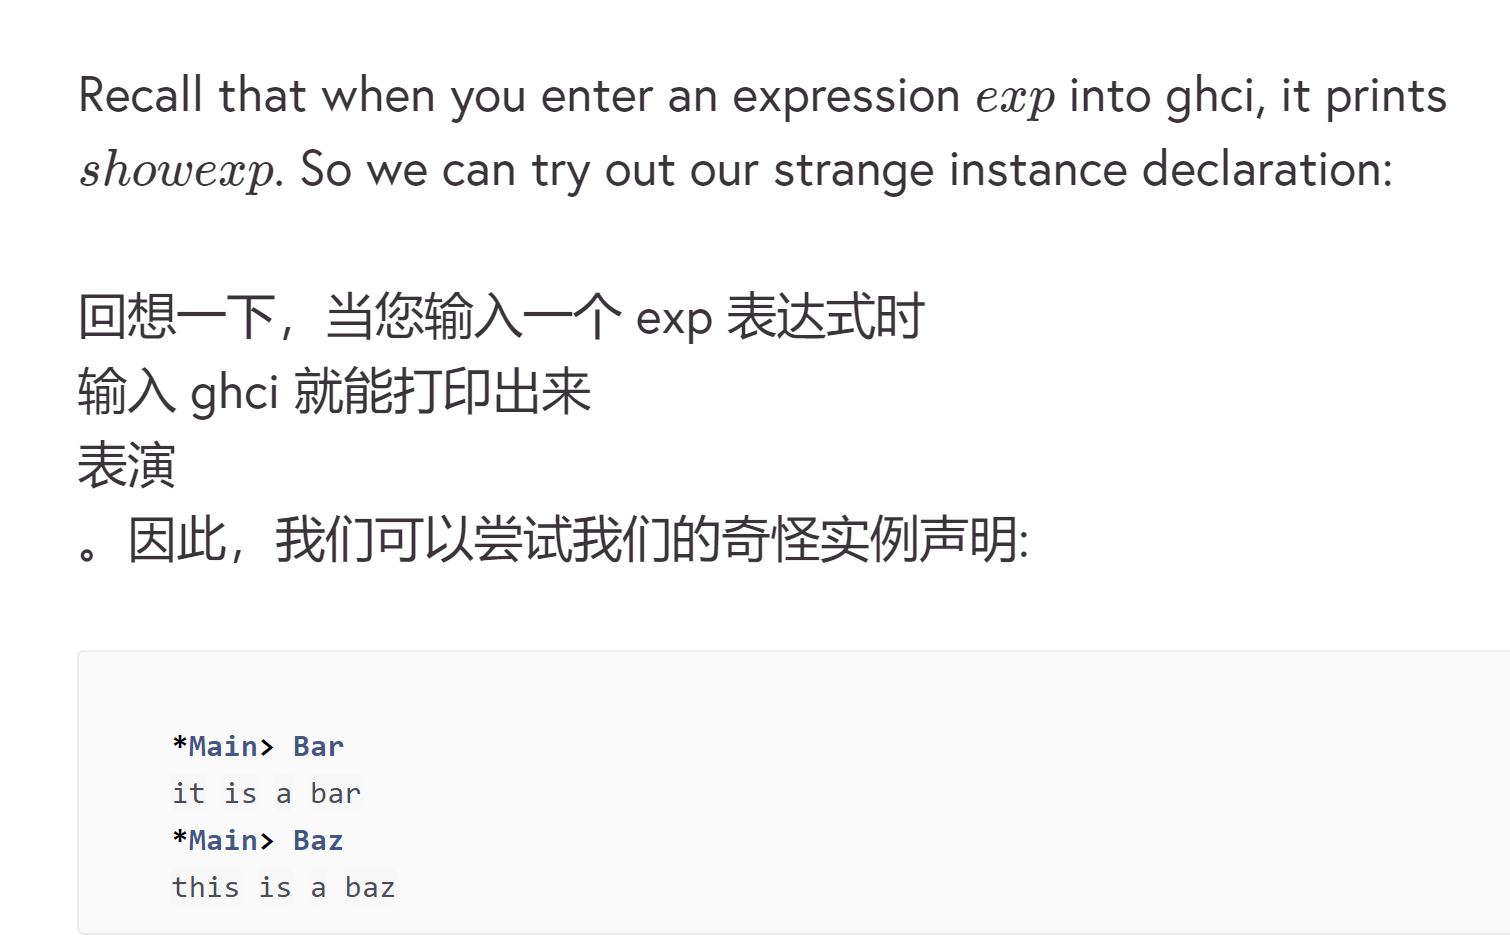 Recall that when you enter an expression exp into ghci, it prints
showexp. So we can try out our strange instance declaration:
回想一下，当您输入一个 exp 表达式时
输入 ghci 就能打印出来
表演
。因此，我们可以尝试我们的奇怪实例声明:
*Main> Bar
it is a bar
*Main> Baz
this is a baz